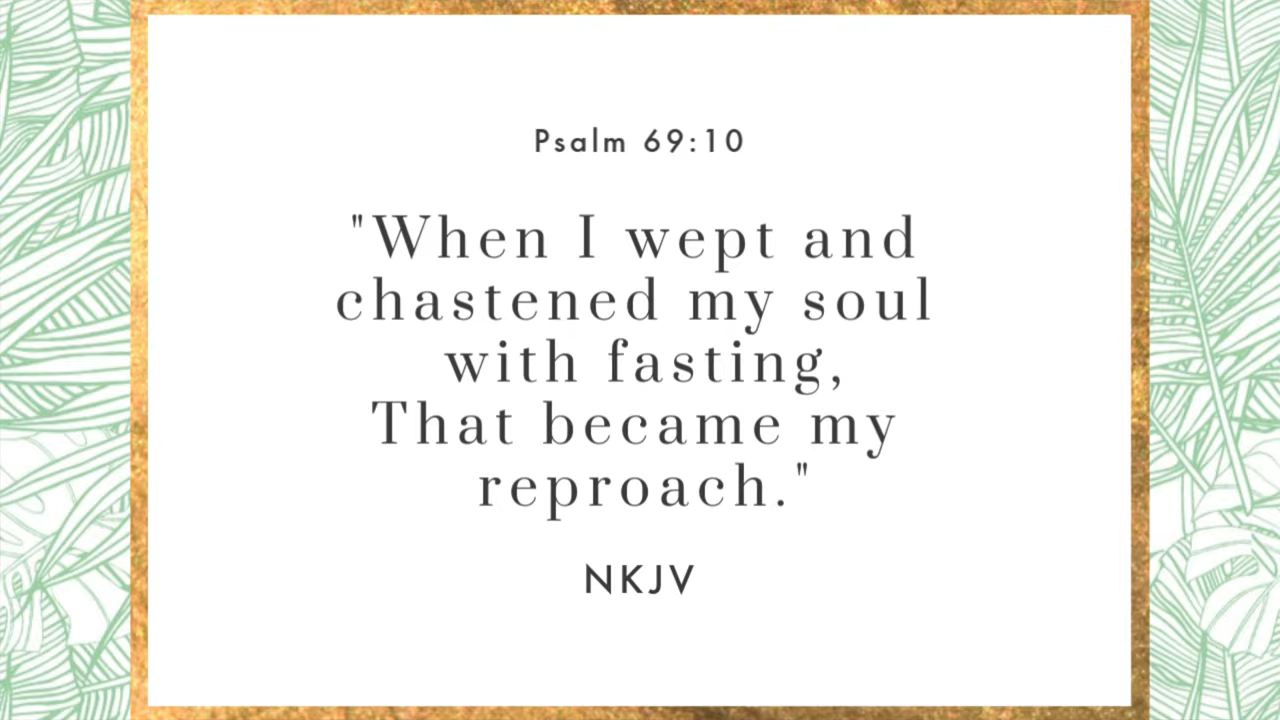 Psalm 69:10
"When I wept and
chastened my soul
with fasting,
That became my
reproach."
NKJV